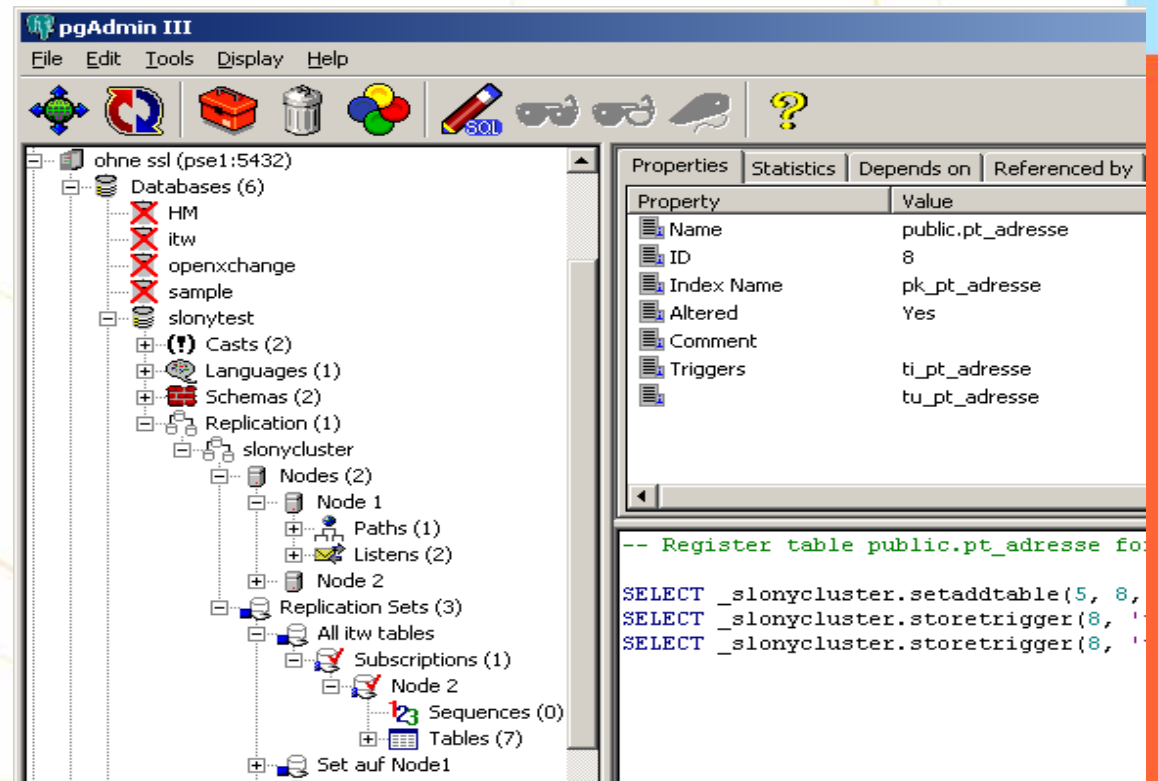 pgAdmin III
File Edit Tools Display Help
SQL
ohne ssl (pse1:5432)
Databases (6)
HM
itw
openxchange
sample
slonytest
Casts (2)
Languages (1)
Schemas (2)
Replication (1)
slonycluster
Nodes (2)
Node 1
Paths (1)
Listens (2)
Node 2
Replication Sets (3)
All itw tables
Subscriptions (1)
Node 2
Sequences (0)
Tables (7)
Set auf Node1
Properties Statistics Depends on Referenced by
Property Value
Name public.pt_adresse
ID 8
Index Name pk_pt_adresse
Altered Yes
Comment
Triggers ti_pt_adresse
tu_pt_adresse
-- Register table public.pt_adresse
SELECT _slonycluster.setaddtable(5, 8,
SELECT _slonycluster.storetrigger(8, '
SELECT _slonycluster.storetrigger(8, '